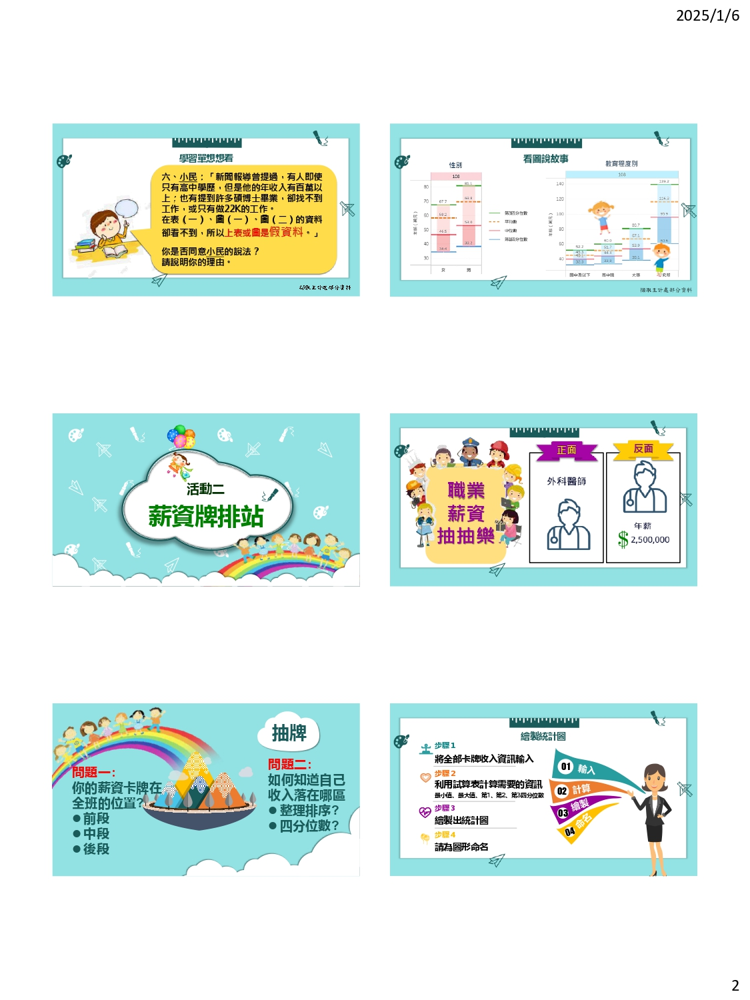 2025/1/6
學習單想想看
六、小民：「新聞報導曾提過，有人即使
只有高中學歷，但是他的年收入有百萬以
上；也有提到許多碩博士畢業，卻找不到
工作，或只有做22K的工作。
在表（一）、圖（一）、圖（二）的資料
卻看不到，所以上表或圖是假資料。」
你是否同意小民的說法？
請說明你的理由。
擷取主計處部分資料
看圖說故事
性別
108
年薪（萬元）
80
70
60
50
40
30
67.7
58.2
46.5
34.4
81.1
69.8
53.0
38.2
女
男
第3四分位數
平均數
中位數
第1四分位數
教育程度別
108
年薪（萬元）
140
120
100
80
60
40
52.2
60.0
51.7
44.3
80.7
67.1
52.9
139.2
116.3
95.9
國中及以下
高中職
大專
擷取主計處部分資料
活動二
薪資牌排站
職業
薪資
抽抽樂
正面
外科醫師
反面
年薪
$ 2,500,000
抽牌
問題一:
你的薪資卡牌在
全班的位置?
●前段
●中段
●後段
問題二:
如何知道自己
收入落在哪區
●整理排序?
●四分位數?
繪製統計圖
步驟1
將全部卡牌收入資訊輸入
步驟2
利用試算表計算需要的資訊
最小值、最大值、第1、第2、第3四分位數
步驟3
繪製出統計圖
步驟4
請為圖形命名
01 輸入
02 計算
03 繪製
04 命名
2